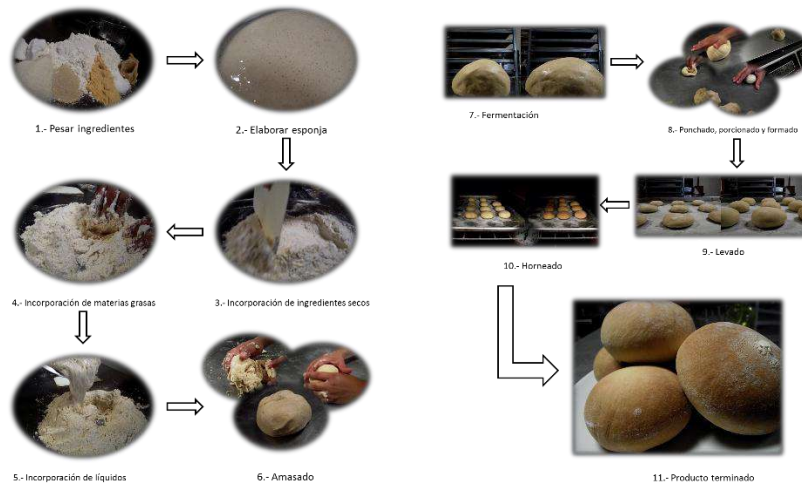 1.- Pesar ingredientes
2.- Elaborar esponja
3.- Incorporación de ingredientes secos
4.- Incorporación de materias grasas
5.- Incorporación de líquidos
6.- Amasado
7.- Fermentación
8.- Ponchado, porcionado y formado
9.- Levado
10.- Horneado
11.- Producto terminado